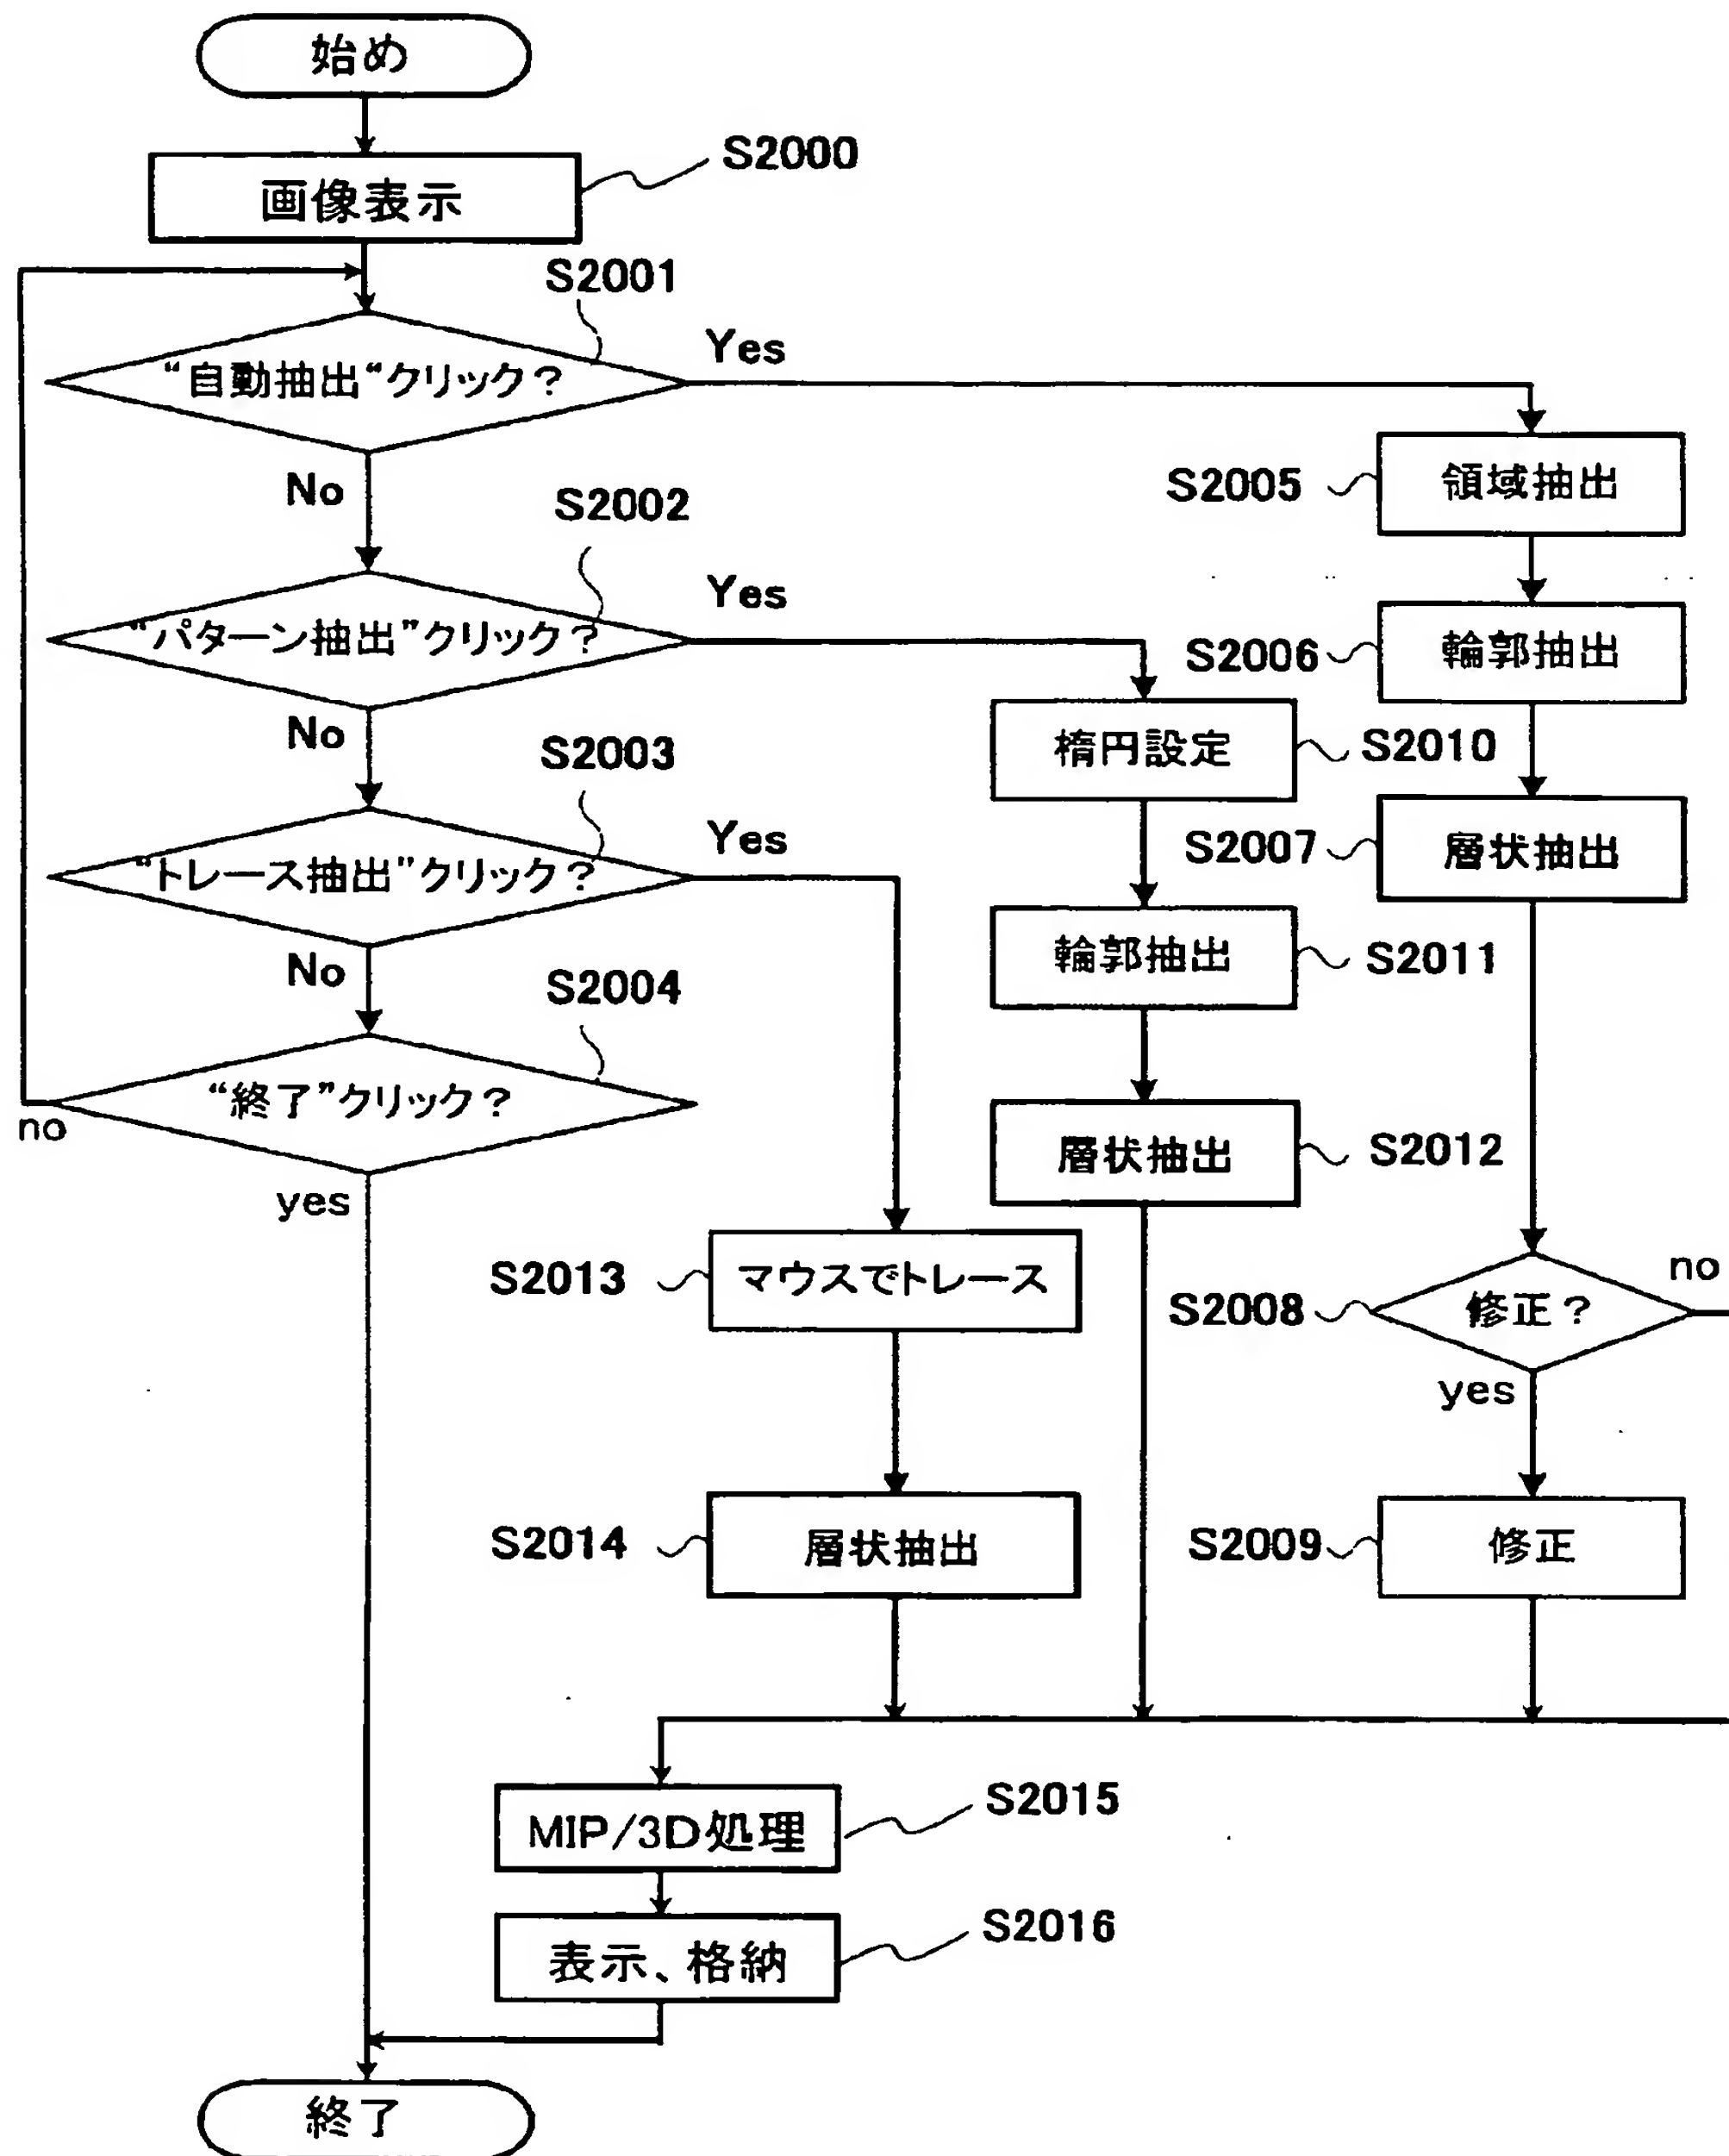 始め
S2000
画像表示
S2001
“自動抽出“クリック？
Yes
No
S2005
領域抽出
S2002
“パターン抽出”クリック？
Yes
No
S2006
輪郭抽出
楕円設定
S2010
S2003
“トレース抽出”クリック？
Yes
No
S2007
層状抽出
輪郭抽出
S2011
S2004
“終了”クリック？
no
yes
層状抽出
S2012
S2013
マウスでトレース
S2008
修正？
no
yes
S2014
層状抽出
S2009
修正
MIP/3D処理
S2015
表示、格納
S2016
終了